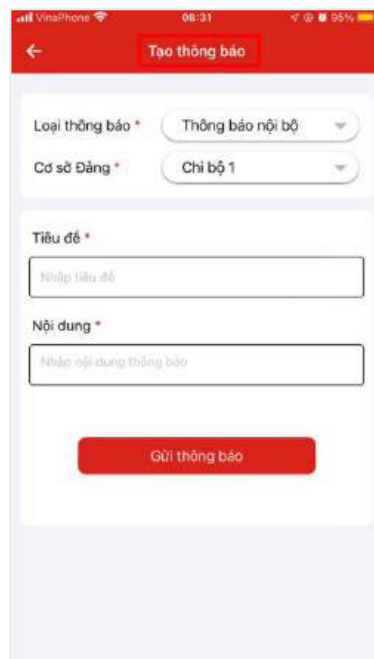 VinaPhone 08:31 95%
Tạo thông báo
Loại thông báo * Thông báo nội bộ
Cơ sở Đảng * Chi bộ 1
Tiêu đề *
Nhập tiêu đề
Nội dung *
Nhập nội dung thông báo
Gửi thông báo